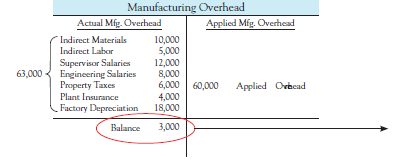 Manufacturing Overhead
Actual Mfg. Overhead Applied Mfg. Overhead
Indirect Materials 10,000
Indirect Labor 5,000
Supervisor Salaries 12,000
63,000 Engineering Salaries 8,000
Property Taxes 6,000 60,000 Applied Overhead
Plant Insurance 4,000
Factory Depreciation 18,000
Balance 3,000